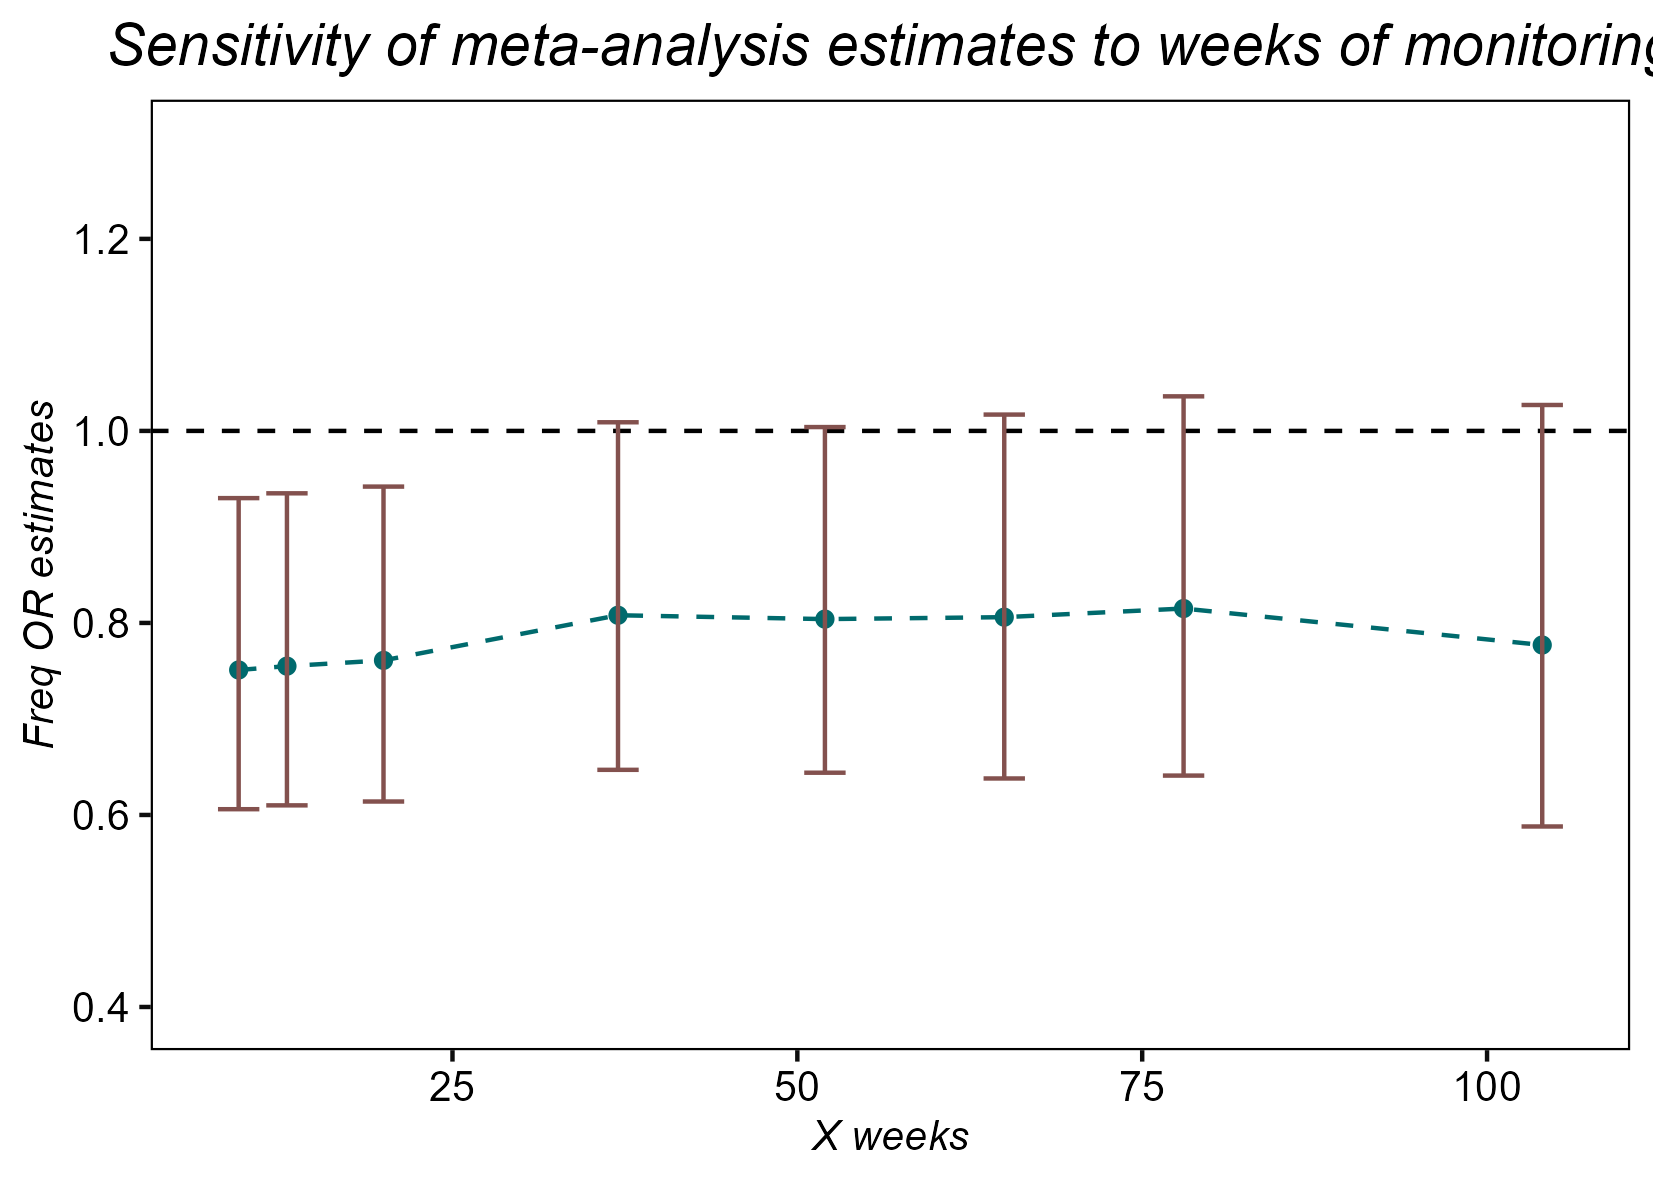 Sensitivity of meta-analysis estimates to weeks of monitoring
Freq OR estimates
1.2
1.0
0.8
0.6
0.4
25 50 75 100
X weeks